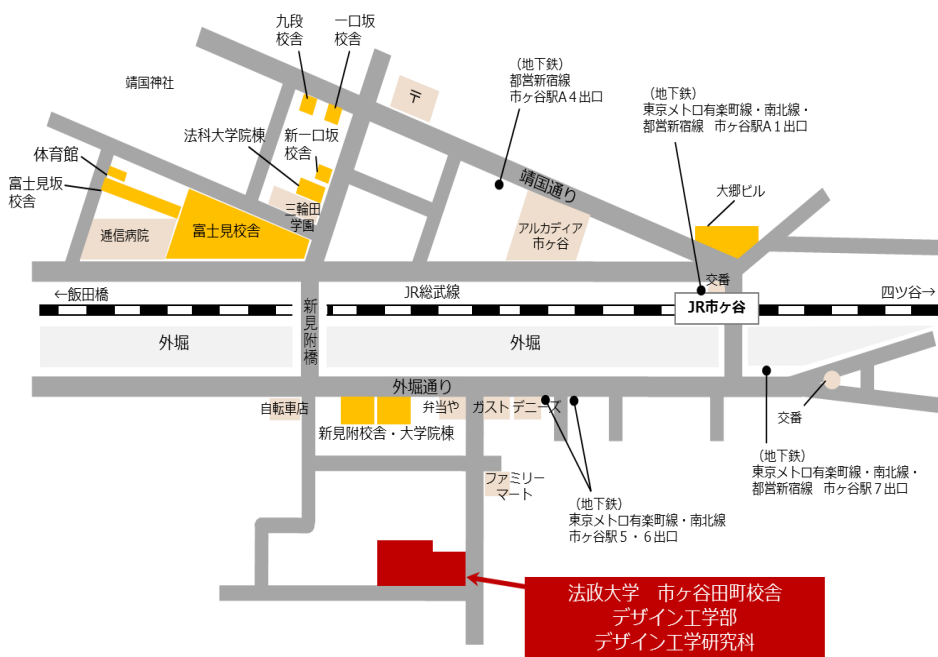 九段
校舎
一口坂
校舎
靖国神社
〒
（地下鉄）
都営新宿線
市ヶ谷駅A４出口
（地下鉄）
東京メトロ有楽町線・南北線・
都営新宿線　市ヶ谷駅A１出口
法科大学院棟
新一口坂
校舎
体育館
富士見坂
校舎
靖国通り
大郷ビル
三輪田
学園
逓信病院
富士見校舎
アルカディア
市ヶ谷
交番
←飯田橋
JR総武線
四ツ谷→
JR市ヶ谷
新見附橋
外堀
外堀
外堀通り
自転車店
弁当や
ガスト
デニーズ
交番
新見附校舎・大学院棟
（地下鉄）
東京メトロ有楽町線・南北線・
都営新宿線　市ヶ谷駅７出口
ファミリー
マート
（地下鉄）
東京メトロ有楽町線・南北線
市ヶ谷駅５・６出口
法政大学　市ヶ谷田町校舎
デザイン工学部
デザイン工学研究科